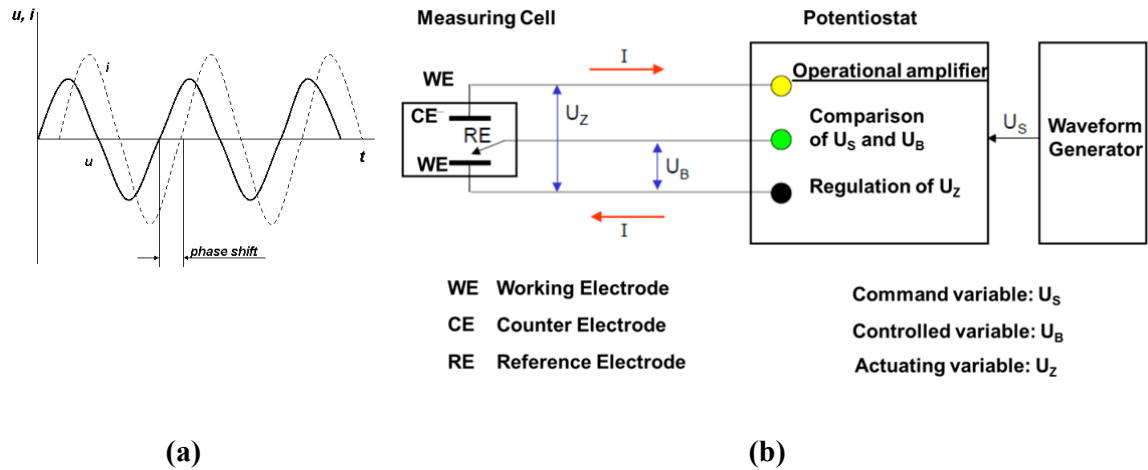 u, i
i
u
t
phase shift
(a)
Measuring Cell
Potentiostat
I
WE
Operational amplifier
CE
U_Z
RE
Comparison
of U_S and U_B
U_S
Waveform
Generator
WE
U_B
Regulation of U_Z
I
WE Working Electrode
CE Counter Electrode
RE Reference Electrode
Command variable: U_S
Controlled variable: U_B
Actuating variable: U_Z
(b)